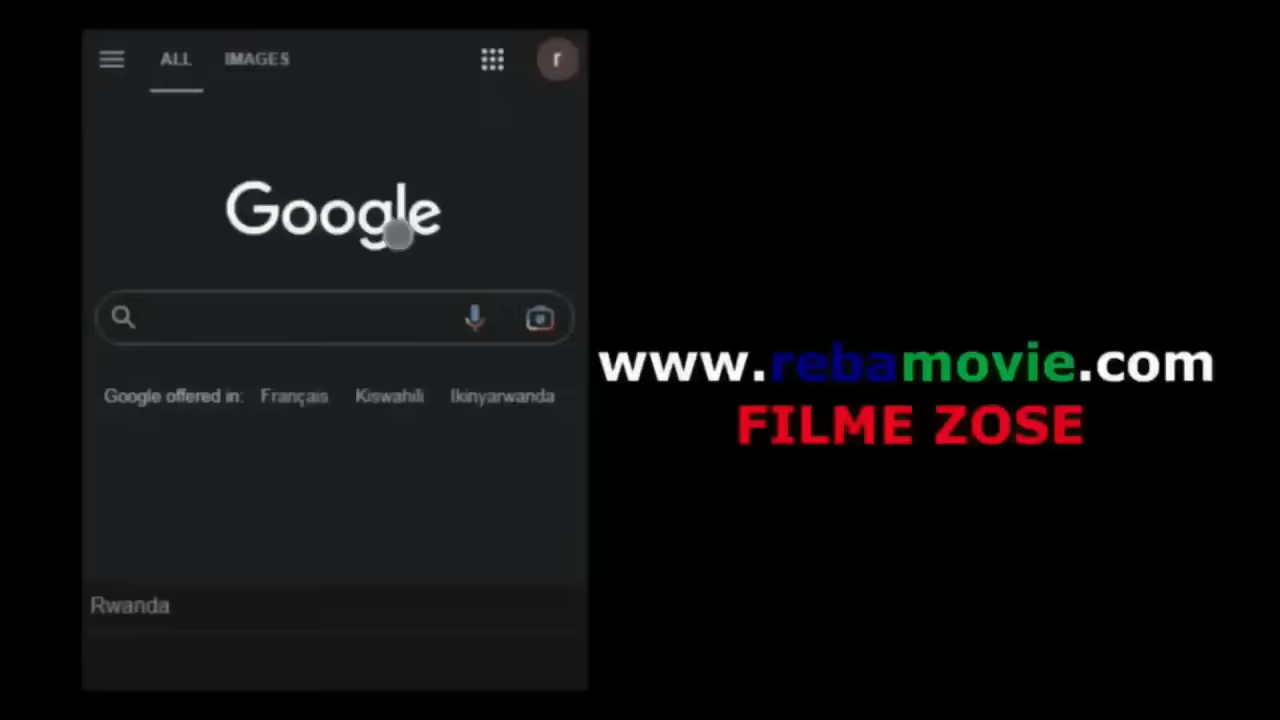 ALL IMAGES r
Google
Google offered in: Français Kiswahili Ikinyarwanda
Rwanda
www.rebamovie.com
FILME ZOSE